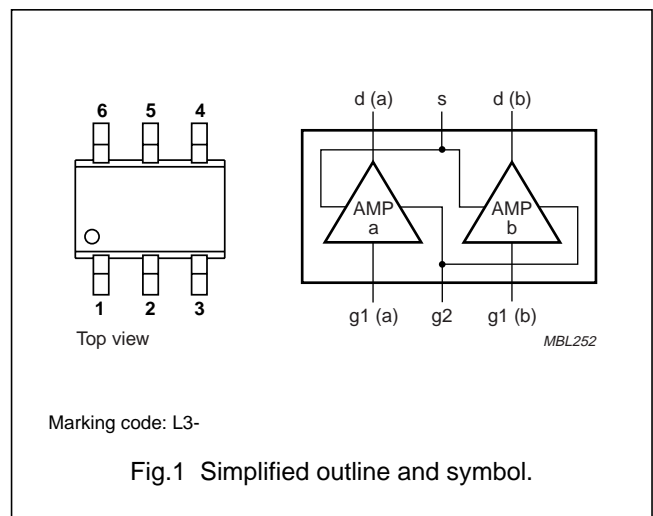 6 5 4
1 2 3
Top view
d (a) s d (b)
AMP a
AMP b
g1 (a) g2 g1 (b)
MBL252
Marking code: L3-
Fig.1 Simplified outline and symbol.